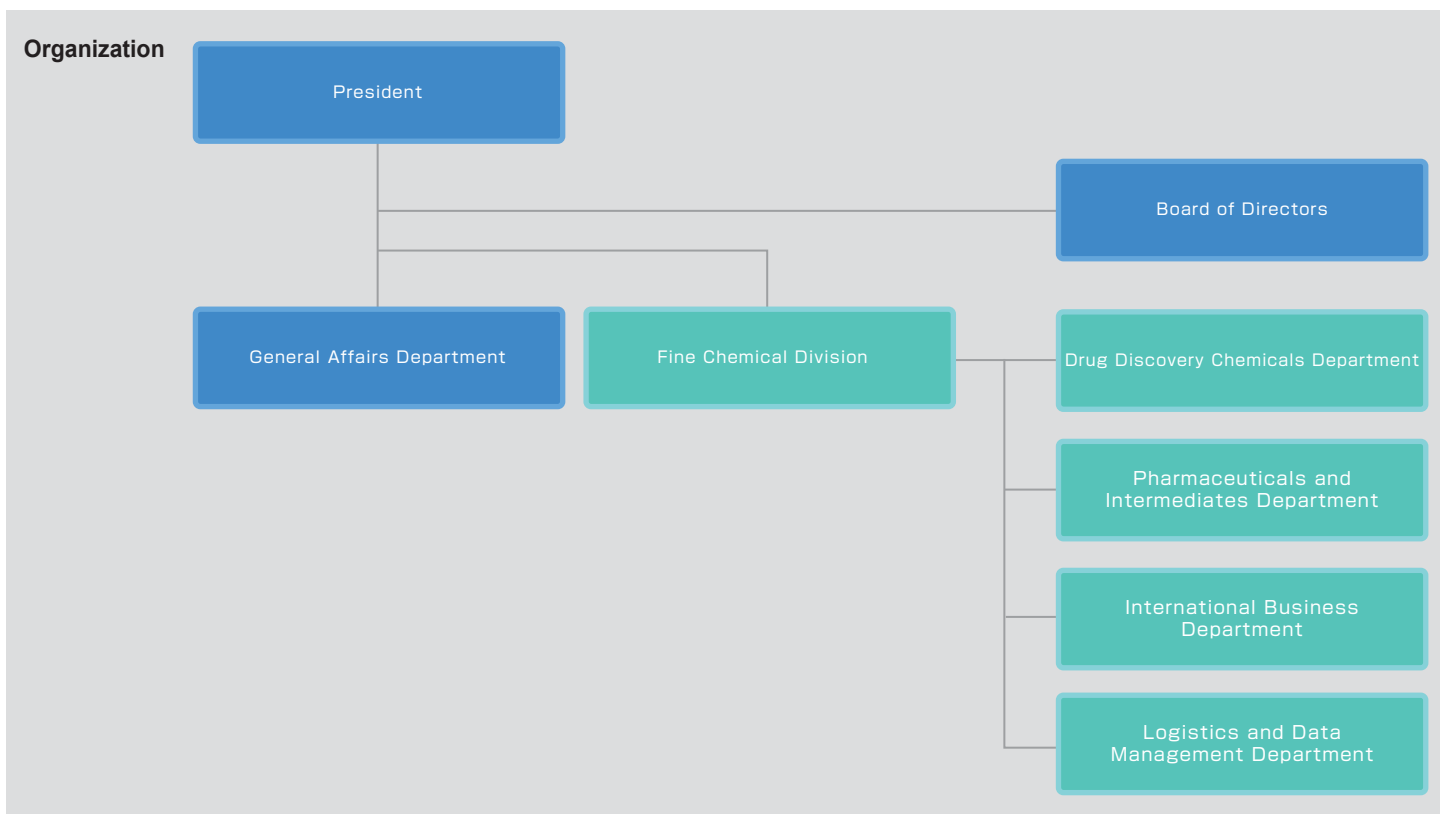 Organization
President
Board of Directors
General Affairs Department
Fine Chemical Division
Drug Discovery Chemicals Department
Pharmaceuticals and
Intermediates Department
International Business
Department
Logistics and Data
Management Department